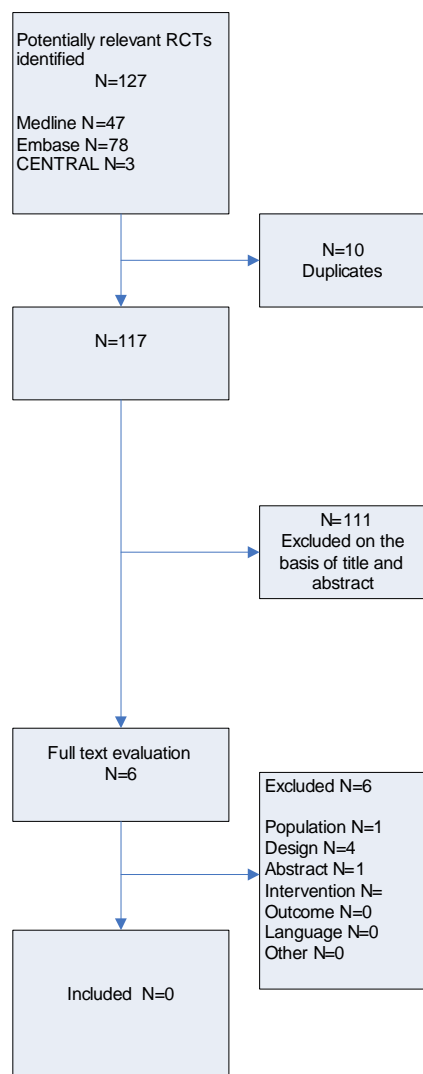 Potentially relevant RCTs
identified
N=127
Medline N=47
Embase N=78
CENTRAL N=3
N=10
Duplicates
N=117
N=111
Excluded on the
basis of title and
abstract
Full text evaluation
N=6
Excluded N=6
Population N=1
Design N=4
Abstract N=1
Intervention N=
Outcome N=0
Language N=0
Other N=0
Included N=0